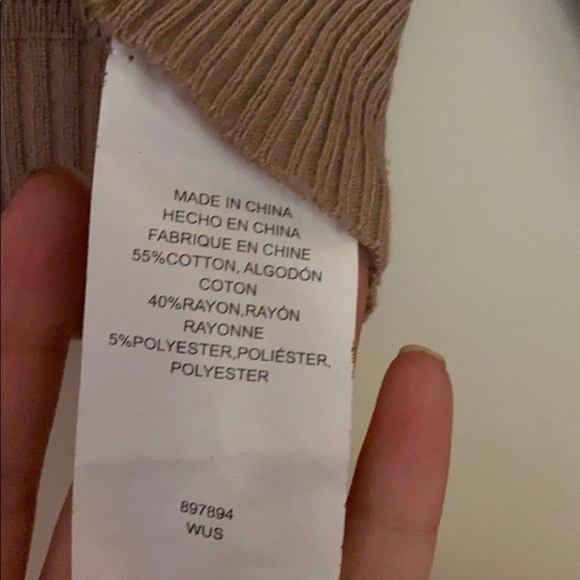 MADE IN CHINA
HECHO EN CHINA
FABRIQUE EN CHINE
55%COTTON, ALGODÓN
COTON
40%RAYON,RAYÓN
RAYONNE
5%POLYESTER,POLIÉSTER,
POLYESTER
897894
WUS